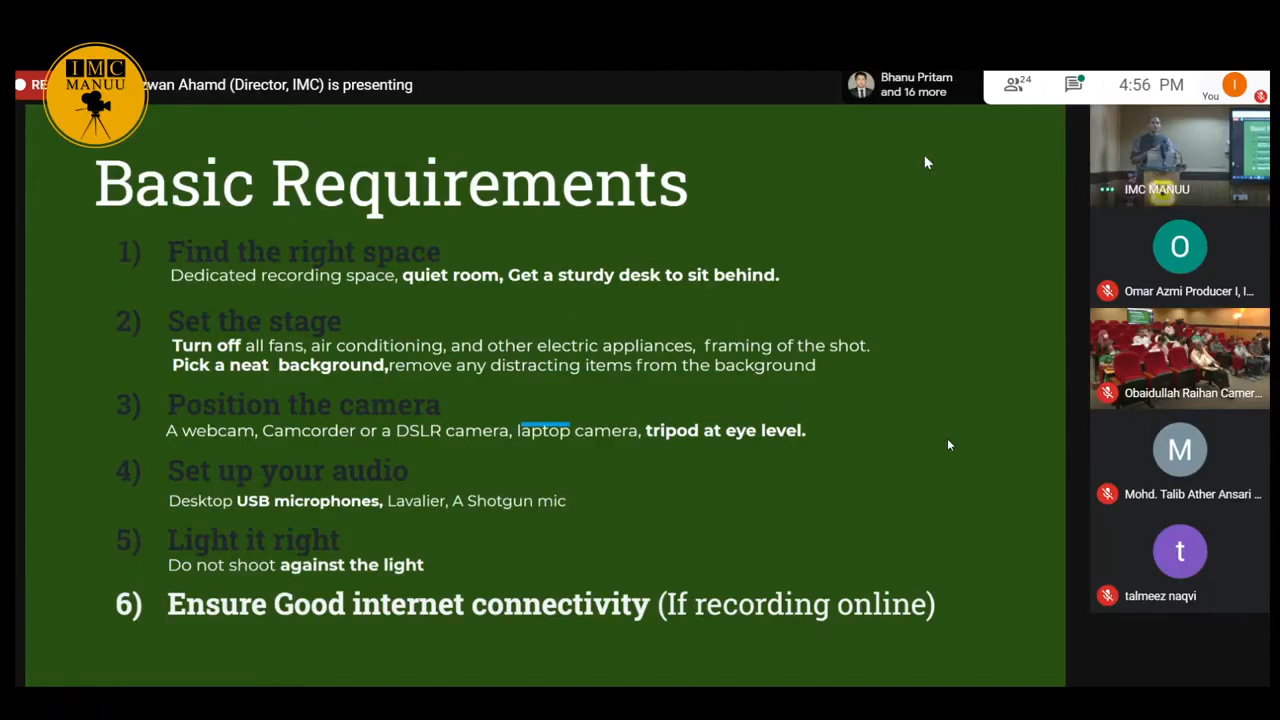 IMC
MANUU
RE
zwan Ahamd (Director, IMC) is presenting
Bhanu Pritam
and 16 more
24
4:56 PM
You
I
Basic Requirements
1) Find the right space
Dedicated recording space, quiet room, Get a sturdy desk to sit behind.
2) Set the stage
Turn off all fans, air conditioning, and other electric appliances, framing of the shot.
Pick a neat background,remove any distracting items from the background
3) Position the camera
A webcam, Camcorder or a DSLR camera, laptop camera, tripod at eye level.
4) Set up your audio
Desktop USB microphones, Lavalier, A Shotgun mic
5) Light it right
Do not shoot against the light
6) Ensure Good internet connectivity (If recording online)
IMC MANUU
O
Omar Azmi Producer I, I...
Obaidullah Raihan Camer...
M
Mohd. Talib Ather Ansari ...
t
talmeez naqvi